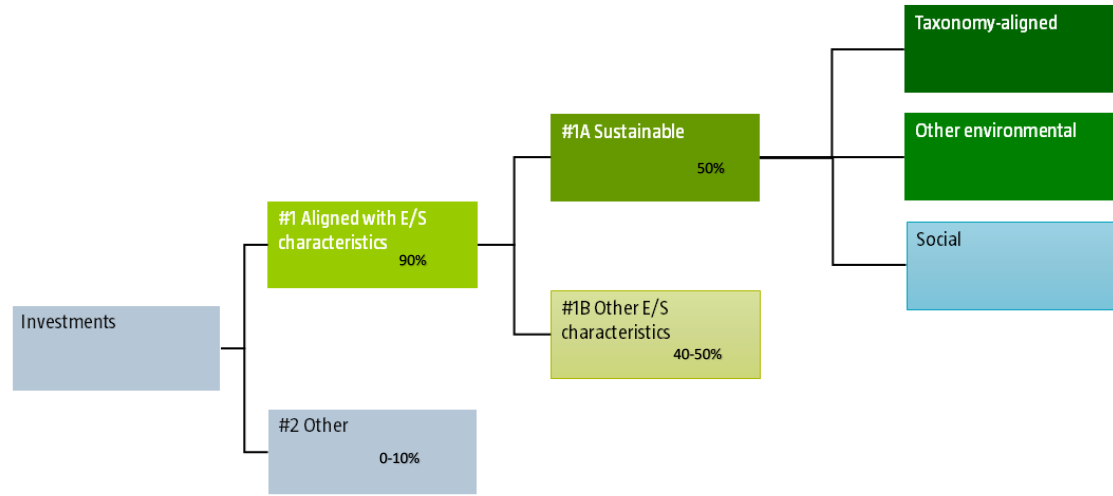 Taxonomy-aligned
#1A Sustainable
50%
Other environmental
#1 Aligned with E/S
characteristics
90%
Social
#1B Other E/S
characteristics
40-50%
Investments
#2 Other
0-10%